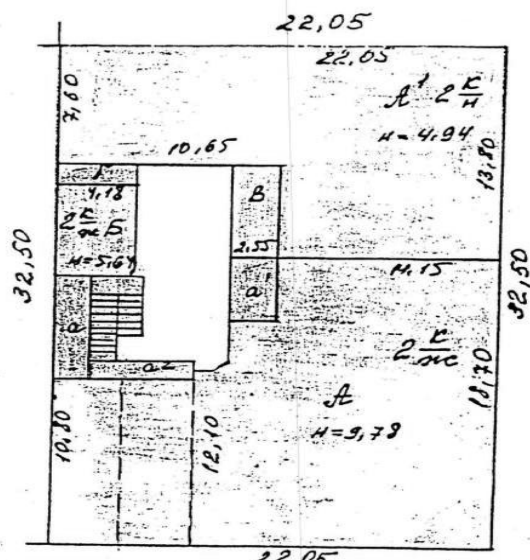 22,05
22,05
7,60
А¹ 2 К/Н
Н=4.94
10,65
13,80
Г
4,18
В
2 К/ж Б
2,55
Н=5,64
11.15
32,50
32,50
а
а¹
2 К/ж
а²
А
18,70
Н=9,78
10,80
12,10
22,05